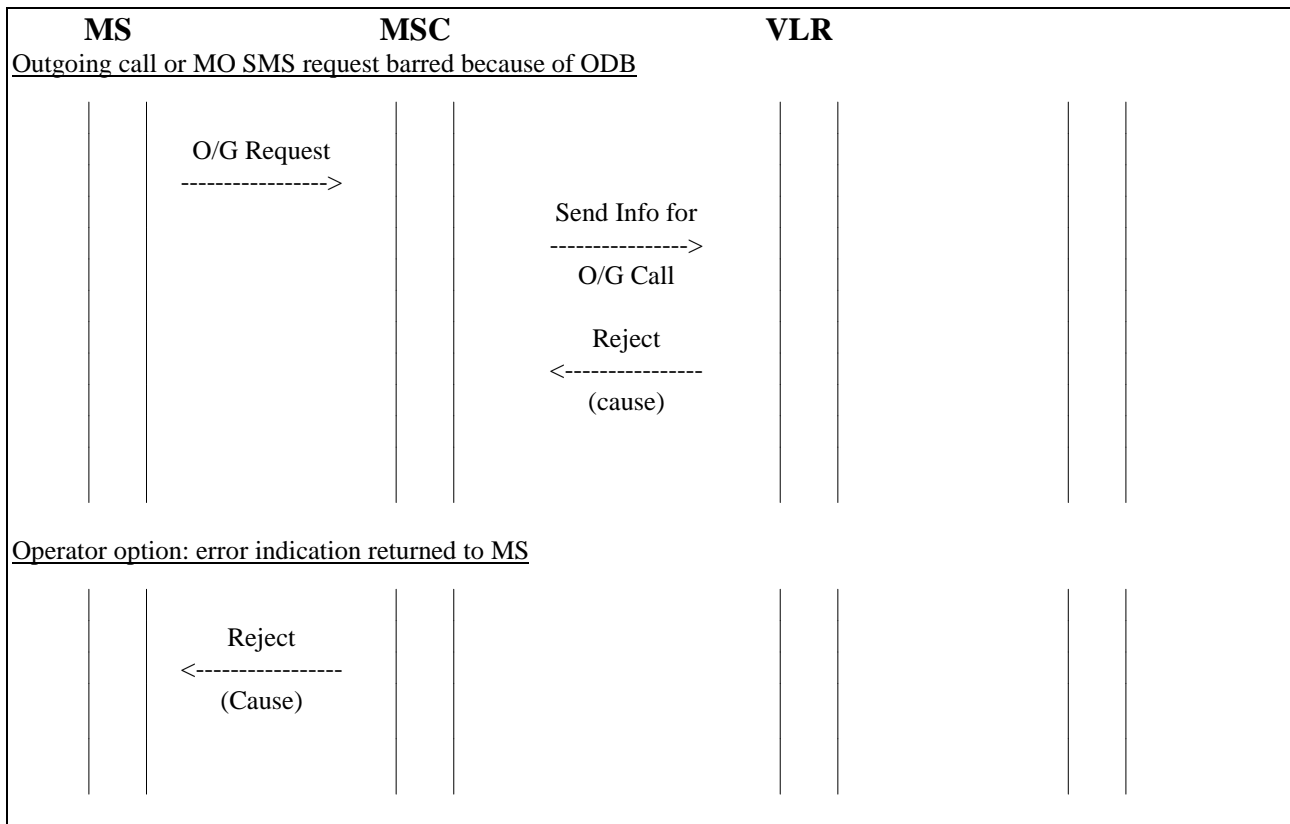 MS MSC VLR
Outgoing call or MO SMS request barred because of ODB
O/G Request
----------------->
Send Info for
---------------->
O/G Call
Reject
<----------------
(cause)
Operator option: error indication returned to MS
Reject
<-----------------
(Cause)